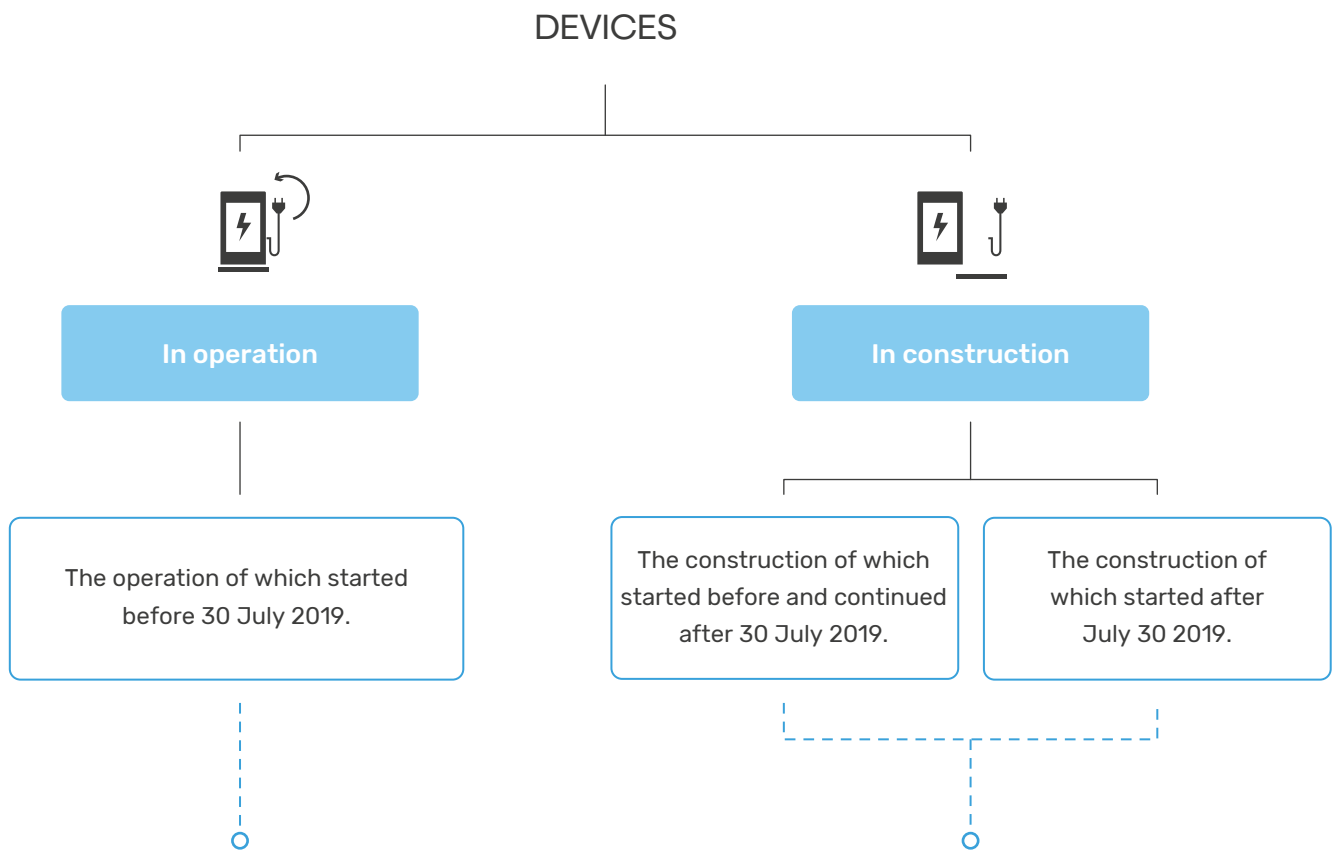 DEVICES
In operation
In construction
The operation of which started
before 30 July 2019.
The construction of which
started before and continued
after 30 July 2019.
The construction of
which started after
July 30 2019.